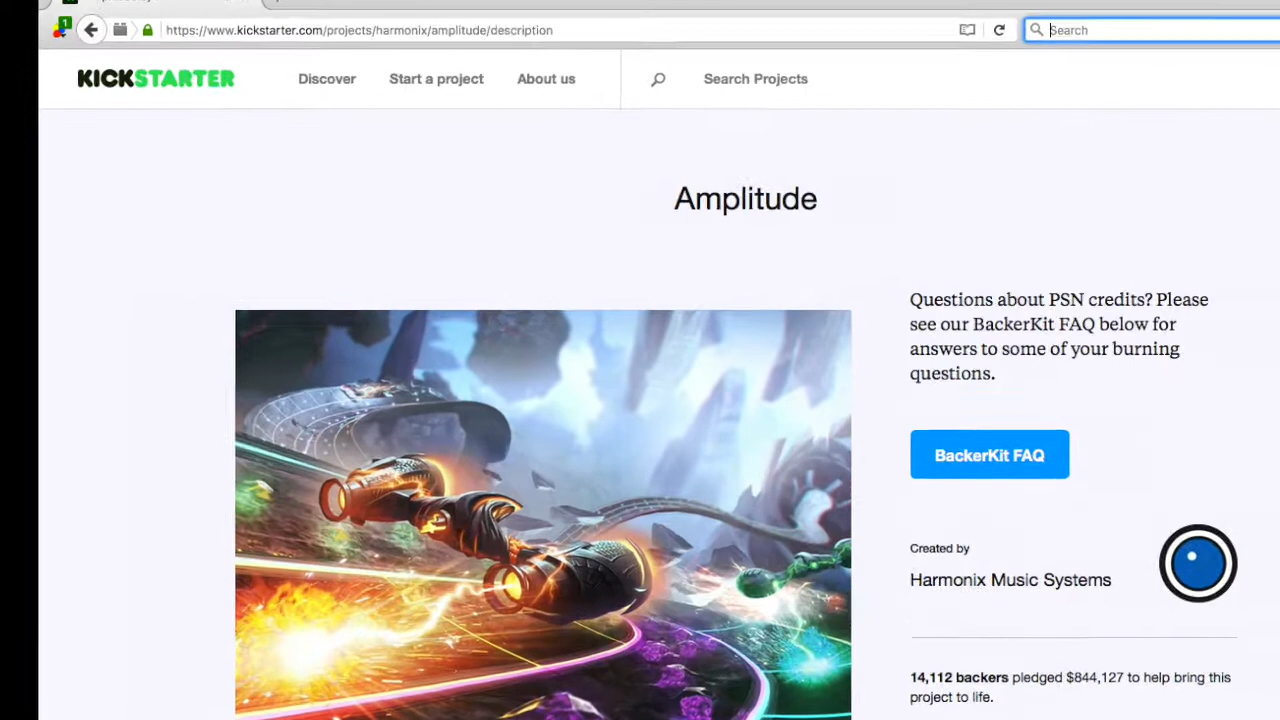 1
https://www.kickstarter.com/projects/harmonix/amplitude/description
Search
KICKSTARTER
Discover
Start a project
About us
Search Projects
Amplitude
Questions about PSN credits? Please
see our BackerKit FAQ below for
answers to some of your burning
questions.
BackerKit FAQ
Created by
Harmonix Music Systems
14,112 backers pledged $844,127 to help bring this
project to life.